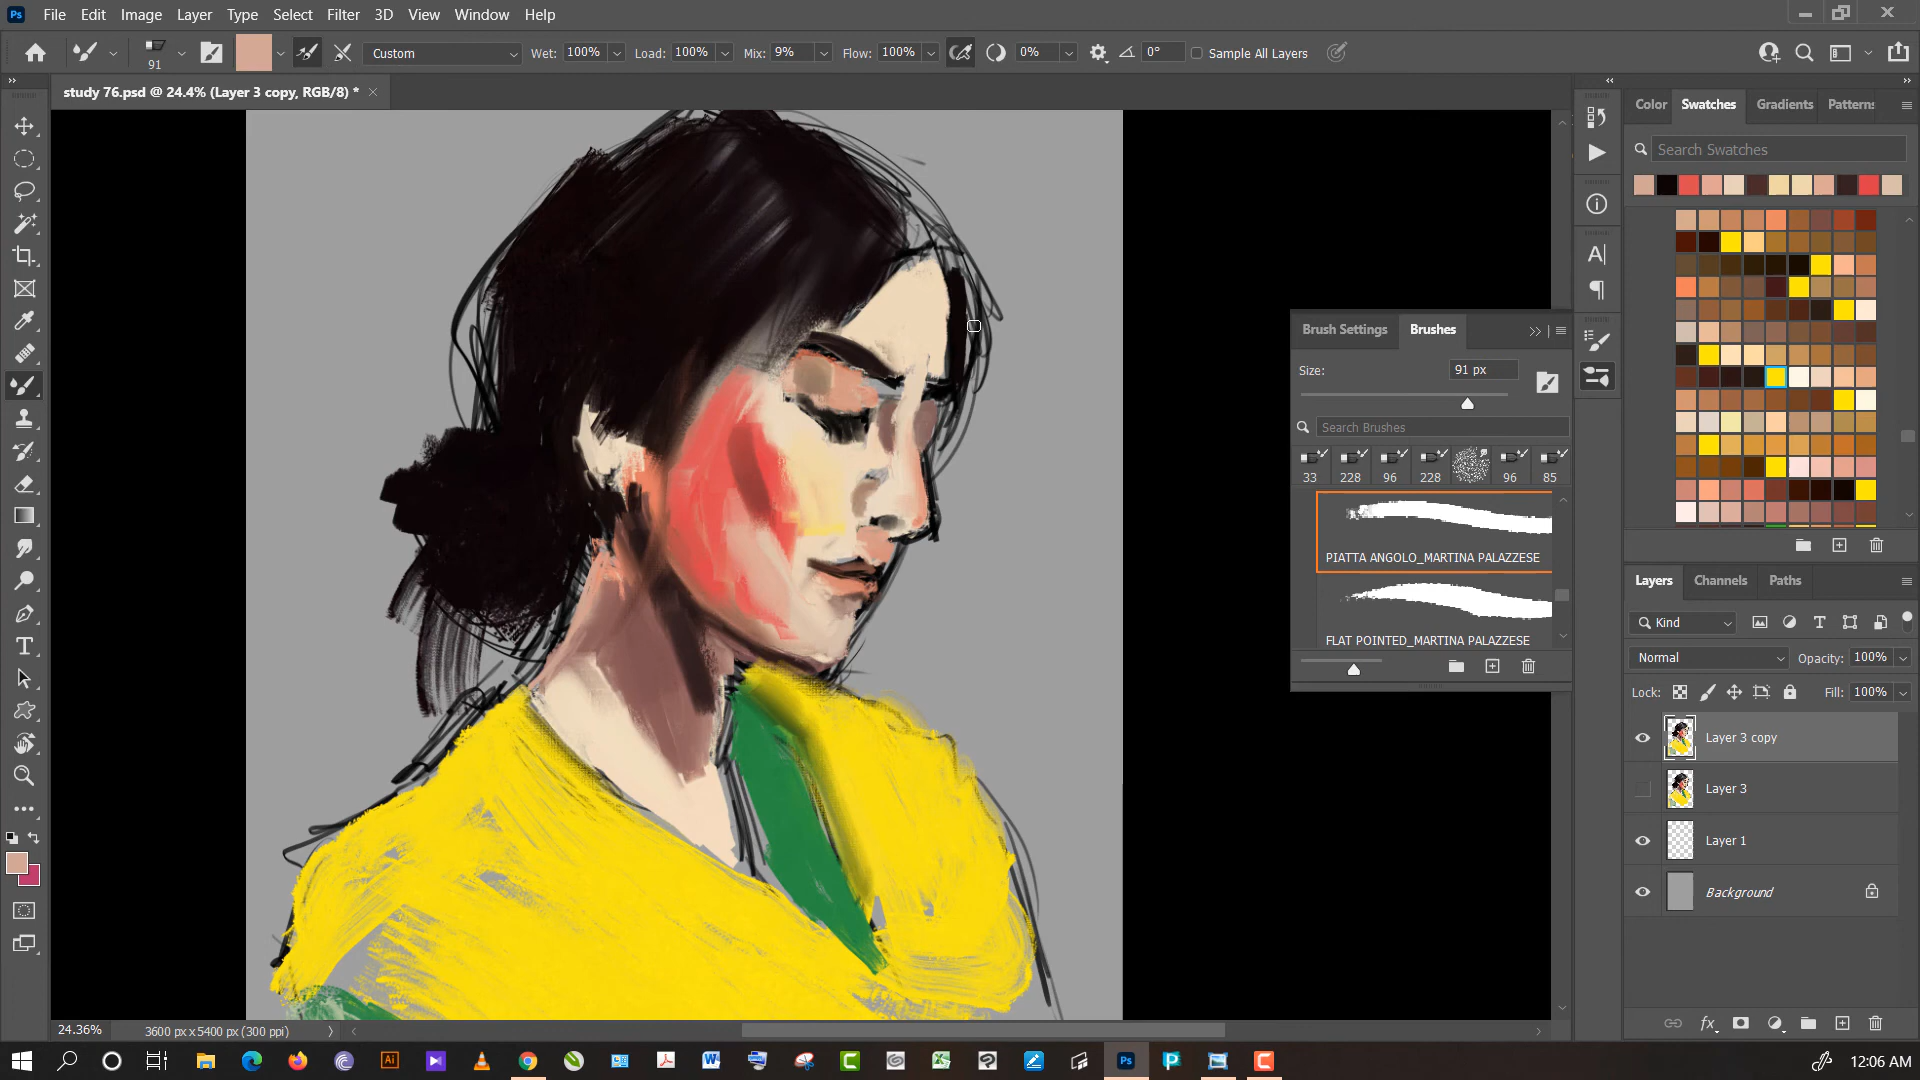 Ps File Edit Image Layer Type Select Filter 3D View Window Help
91 Custom Wet: 100% Load: 100% Mix: 9% Flow: 100% 0% 0° Sample All Layers
study 76.psd @ 24.4% (Layer 3 copy, RGB/8) *
Color Swatches Gradients Patterns
Search Swatches
Brush Settings Brushes
Size: 91 px
Search Brushes
33 228 96 228 96 85
PIATTA ANGOLO_MARTINA PALAZZESE
FLAT POINTED_MARTINA PALAZZESE
Layers Channels Paths
Kind
Normal Opacity: 100%
Lock: Fill: 100%
Layer 3 copy
Layer 3
Layer 1
Background
24.36% 3600 px x 5400 px (300 ppi)
Ai Ps 12:06 AM